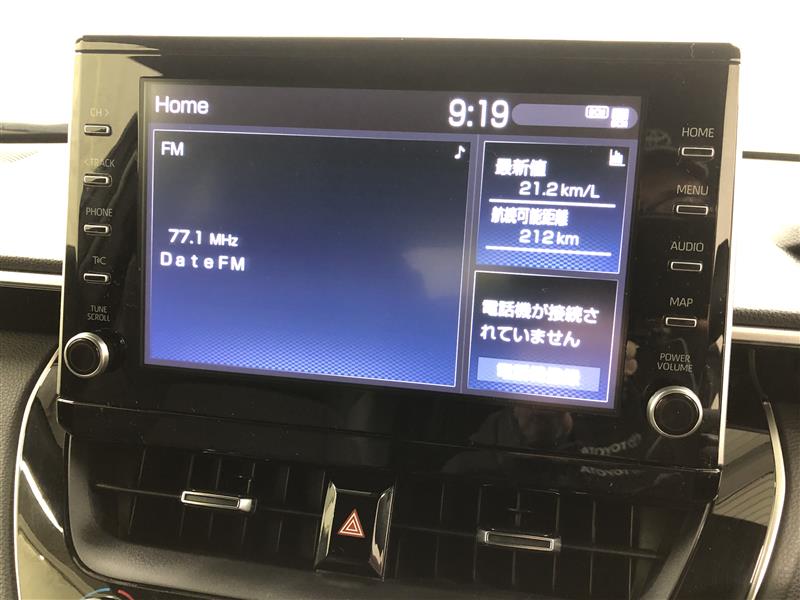 Home
9:19
FM
77.1 MHz
DateFM
最新値
21.2 km/L
航続可能距離
212 km
電話機が接続さ
れていません
CH >
< TRACK
PHONE
TUNE
SCROLL
HOME
MENU
AUDIO
MAP
POWER
VOLUME